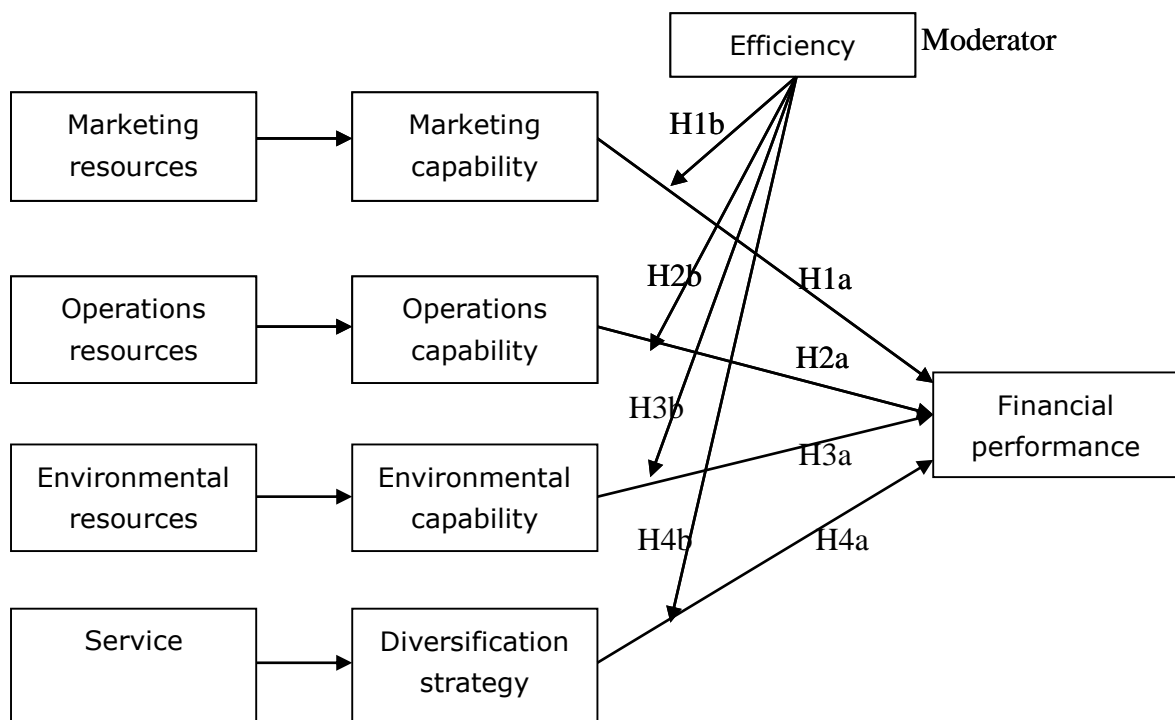 Efficiency
Moderator
Marketing
resources
Marketing
capability
H1b
Operations
resources
Operations
capability
H2b
H1a
H2a
Financial
performance
H3b
H3a
Environmental
resources
Environmental
capability
H4b
H4a
Service
Diversification
strategy